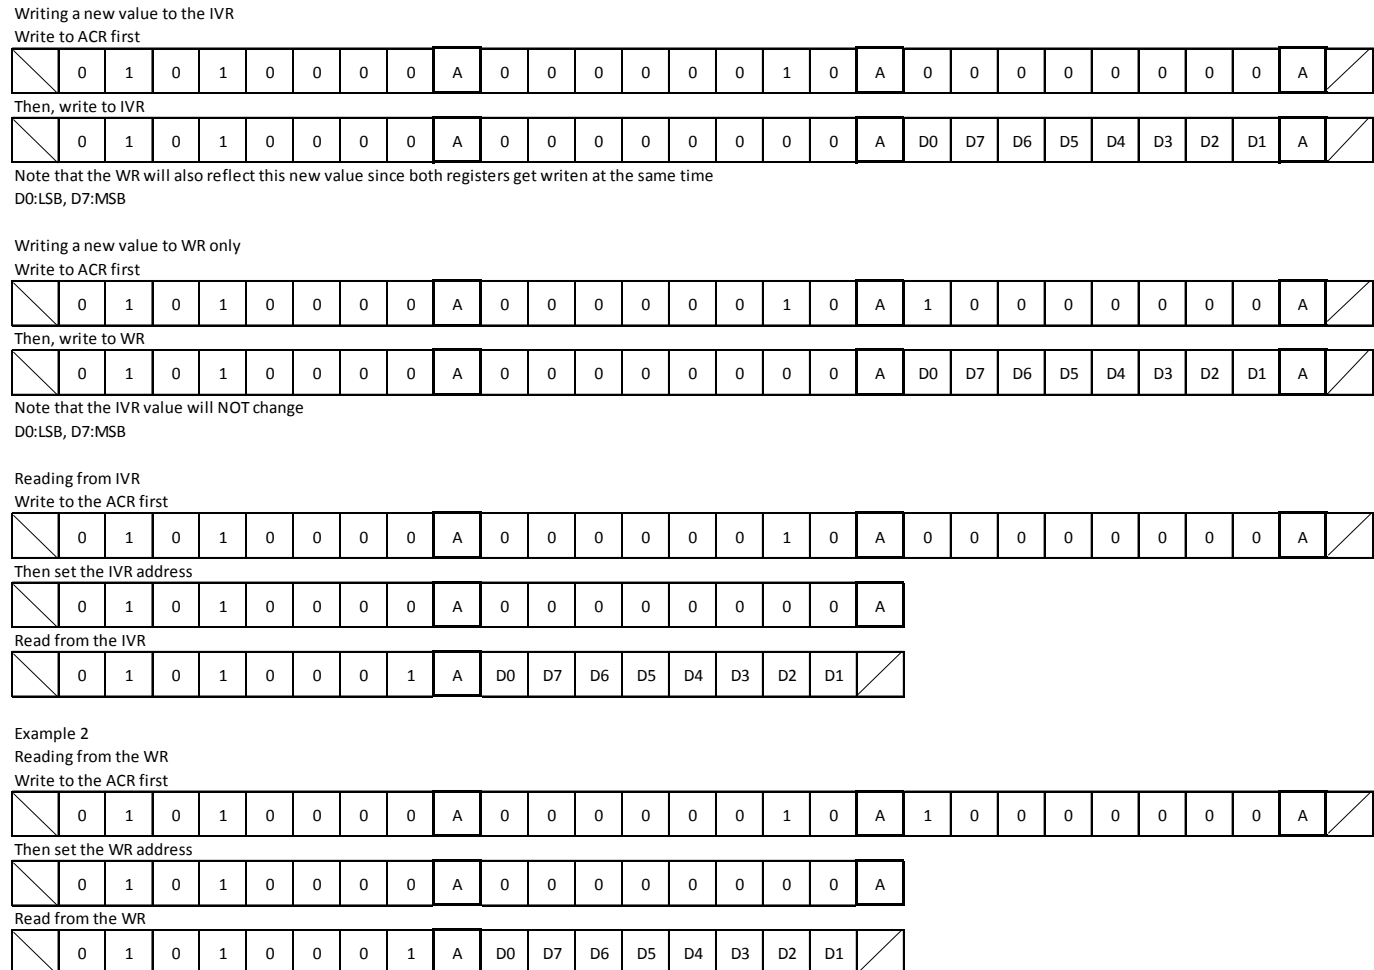 Writing a new value to the IVR
Write to ACR first
0 1 0 1 0 0 0 0 A 0 0 0 0 0 0 1 0 A 0 0 0 0 0 0 0 0 A
Then, write to IVR
0 1 0 1 0 0 0 0 A 0 0 0 0 0 0 0 0 A D0 D7 D6 D5 D4 D3 D2 D1 A
Note that the WR will also reflect this new value since both registers get writen at the same time
D0:LSB, D7:MSB
Writing a new value to WR only
Write to ACR first
0 1 0 1 0 0 0 0 A 0 0 0 0 0 0 1 0 A 1 0 0 0 0 0 0 0 A
Then, write to WR
0 1 0 1 0 0 0 0 A 0 0 0 0 0 0 0 0 A D0 D7 D6 D5 D4 D3 D2 D1 A
Note that the IVR value will NOT change
D0:LSB, D7:MSB
Reading from IVR
Write to the ACR first
0 1 0 1 0 0 0 0 A 0 0 0 0 0 0 1 0 A 0 0 0 0 0 0 0 0 A
Then set the IVR address
0 1 0 1 0 0 0 0 A 0 0 0 0 0 0 0 0 A
Read from the IVR
0 1 0 1 0 0 0 1 A D0 D7 D6 D5 D4 D3 D2 D1
Example 2
Reading from the WR
Write to the ACR first
0 1 0 1 0 0 0 0 A 0 0 0 0 0 0 1 0 A 1 0 0 0 0 0 0 0 A
Then set the WR address
0 1 0 1 0 0 0 0 A 0 0 0 0 0 0 0 0 A
Read from the WR
0 1 0 1 0 0 0 1 A D0 D7 D6 D5 D4 D3 D2 D1